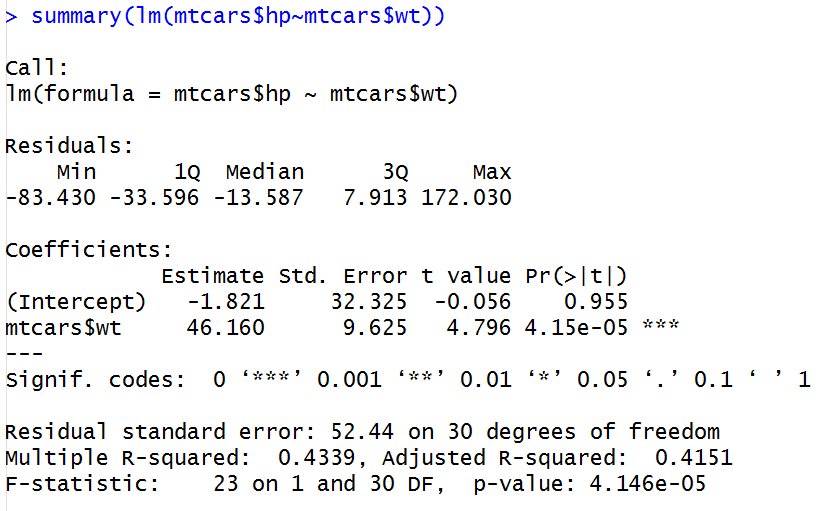 > summary(lm(mtcars$hp~mtcars$wt))
Call:
lm(formula = mtcars$hp ~ mtcars$wt)
Residuals:
    Min      1Q  Median      3Q     Max
-83.430 -33.596 -13.587   7.913 172.030
Coefficients:
            Estimate Std. Error t value Pr(>|t|)
(Intercept)   -1.821     32.325  -0.056    0.955
mtcars$wt     46.160      9.625   4.796 4.15e-05 ***
---
Signif. codes:  0 ‘***’ 0.001 ‘**’ 0.01 ‘*’ 0.05 ‘.’ 0.1 ‘ ’ 1
Residual standard error: 52.44 on 30 degrees of freedom
Multiple R-squared:  0.4339, Adjusted R-squared:  0.4151
F-statistic:    23 on 1 and 30 DF,  p-value: 4.146e-05